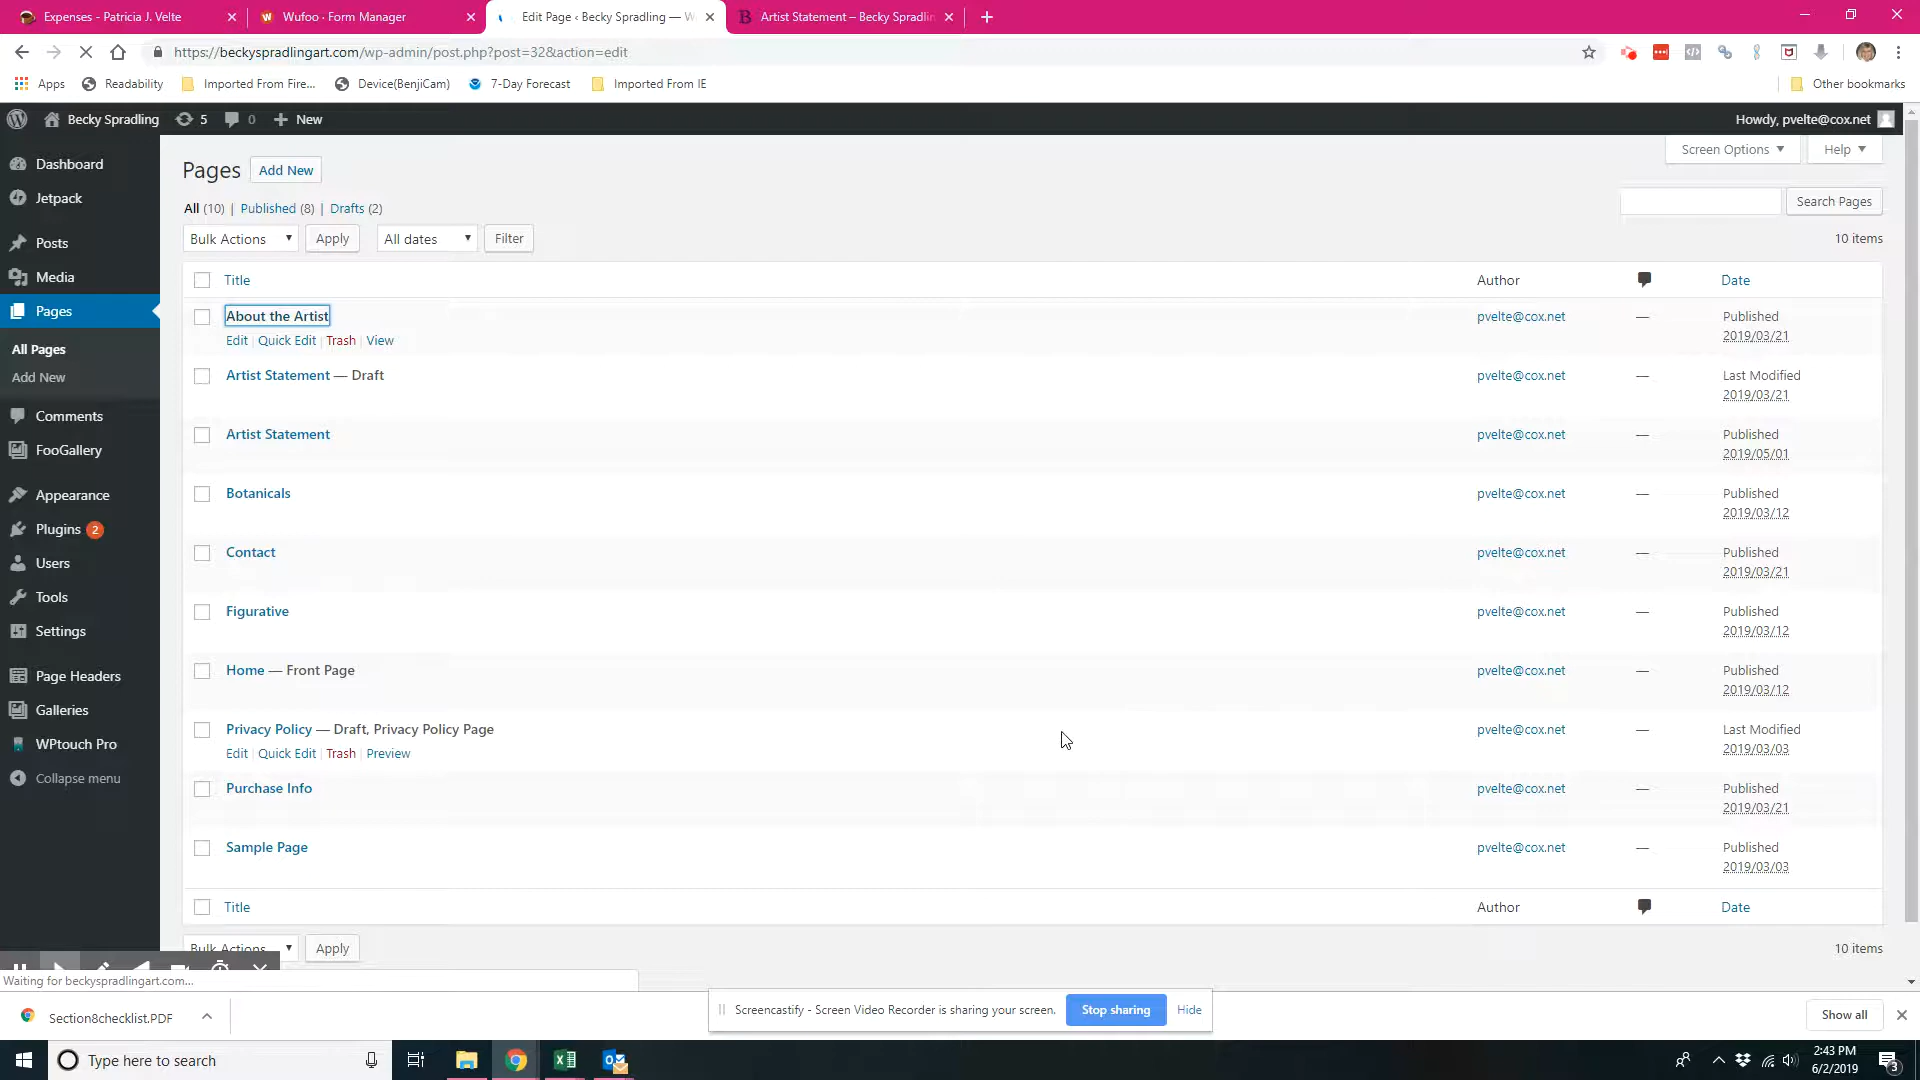 Expenses - Patricia J. Velte
Wufoo · Form Manager
Edit Page ‹ Becky Spradling — W
Artist Statement – Becky Spradlin
https://beckyspradlingart.com/wp-admin/post.php?post=32&action=edit
Apps
Readability
Imported From Fire...
Device(BenjiCam)
7-Day Forecast
Imported From IE
Other bookmarks
Becky Spradling
5
0
New
Howdy, pvelte@cox.net
Dashboard
Jetpack
Posts
Media
Pages
All Pages
Add New
Comments
FooGallery
Appearance
Plugins 2
Users
Tools
Settings
Page Headers
Galleries
WPtouch Pro
Collapse menu
Pages Add New
Screen Options
Help
All (10) | Published (8) | Drafts (2)
Search Pages
Bulk Actions
Apply
All dates
Filter
10 items
Title Author Date
About the Artist pvelte@cox.net — Published
2019/03/21
Edit | Quick Edit | Trash | View
Artist Statement — Draft pvelte@cox.net — Last Modified
2019/03/21
Artist Statement pvelte@cox.net — Published
2019/05/01
Botanicals pvelte@cox.net — Published
2019/03/12
Contact pvelte@cox.net — Published
2019/03/21
Figurative pvelte@cox.net — Published
2019/03/12
Home — Front Page pvelte@cox.net — Published
2019/03/12
Privacy Policy — Draft, Privacy Policy Page pvelte@cox.net — Last Modified
2019/03/03
Edit | Quick Edit | Trash | Preview
Purchase Info pvelte@cox.net — Published
2019/03/21
Sample Page pvelte@cox.net — Published
2019/03/03
Title Author Date
Bulk Actions
Apply
10 items
Waiting for beckyspradlingart.com...
Screencastify - Screen Video Recorder is sharing your screen.
Stop sharing
Hide
Section8checklist.PDF
Show all
Type here to search
2:43 PM
6/2/2019
3